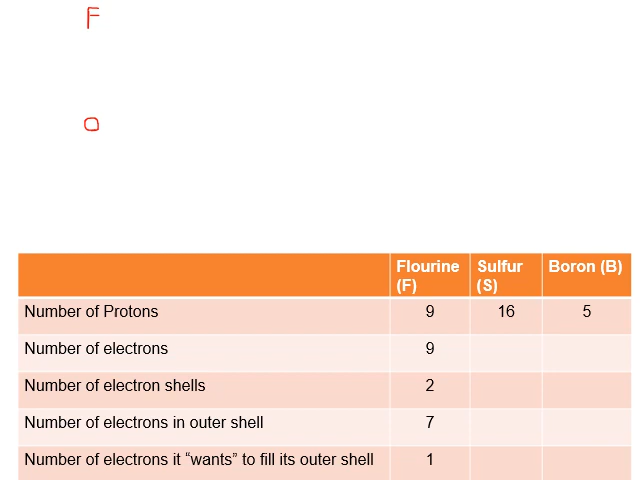 F
O
Flourine (F) Sulfur (S) Boron (B)
Number of Protons 9 16 5
Number of electrons 9
Number of electron shells 2
Number of electrons in outer shell 7
Number of electrons it “wants” to fill its outer shell 1